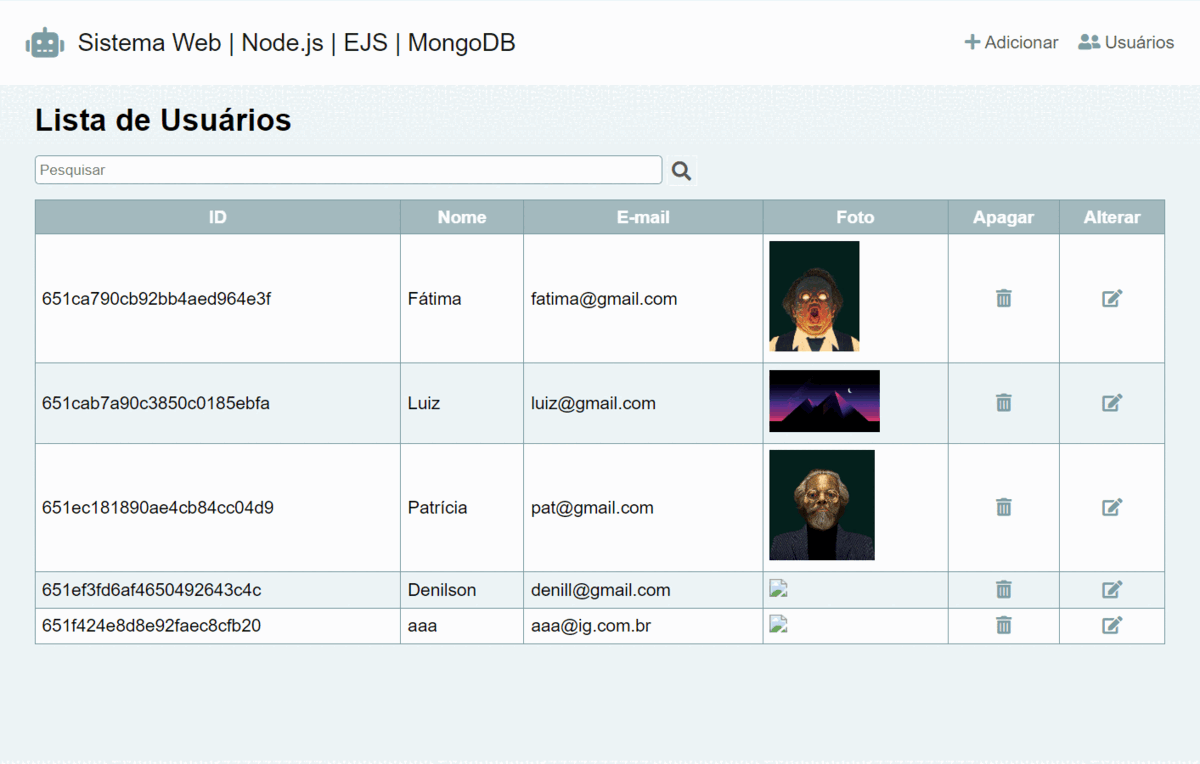 Sistema Web | Node.js | EJS | MongoDB
Adicionar
Usuários
Lista de Usuários
Pesquisar
ID Nome E-mail Foto Apagar Alterar
651ca790cb92bb4aed964e3f Fátima fatima@gmail.com
651cab7a90c3850c0185ebfa Luiz luiz@gmail.com
651ec181890ae4cb84cc04d9 Patrícia pat@gmail.com
651ef3fd6af4650492643c4c Denilson denill@gmail.com
651f424e8d8e92faec8cfb20 aaa aaa@ig.com.br